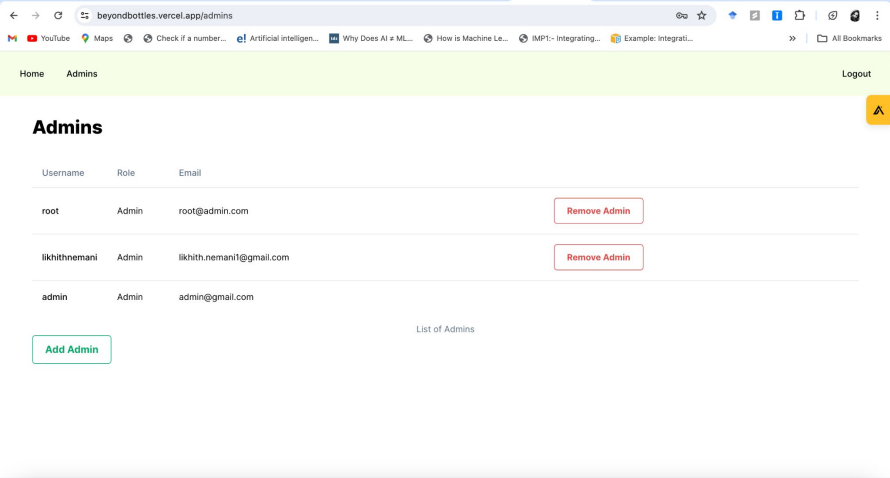 beyondbottles.vercel.app/admins
YouTube Maps Check if a number... Artificial intelligen... Why Does AI ≠ ML... How is Machine Le... IMP1:- Integrating... Example: Integrati... » All Bookmarks
Home Admins Logout
Admins
Username Role Email
root Admin root@admin.com Remove Admin
likhithnemani Admin likhith.nemani1@gmail.com Remove Admin
admin Admin admin@gmail.com
List of Admins
Add Admin